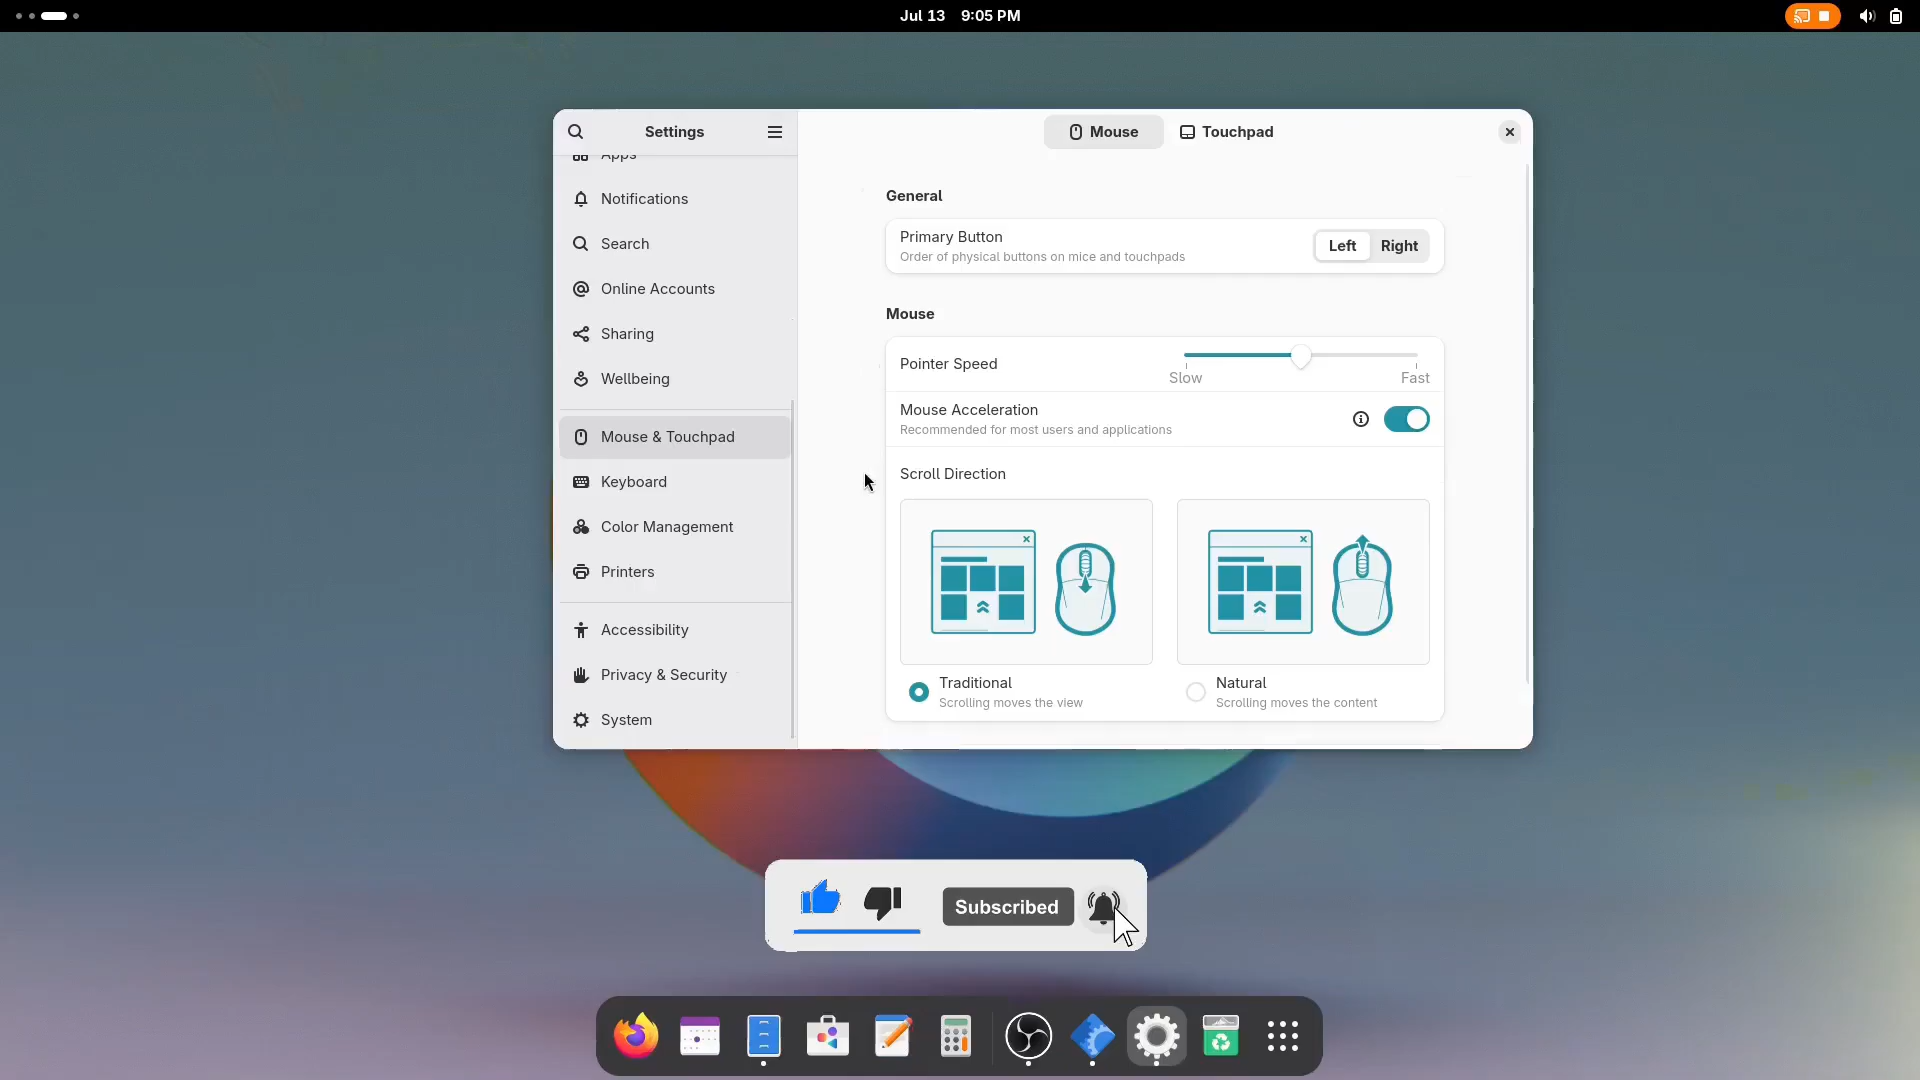 Jul 13 9:05 PM
Settings
Mouse
Touchpad
Apps
Notifications
Search
Online Accounts
Sharing
Wellbeing
Mouse & Touchpad
Keyboard
Color Management
Printers
Accessibility
Privacy & Security
System
General
Primary Button
Order of physical buttons on mice and touchpads
Left
Right
Mouse
Pointer Speed
Slow
Fast
Mouse Acceleration
Recommended for most users and applications
Scroll Direction
Traditional
Scrolling moves the view
Natural
Scrolling moves the content
Subscribed